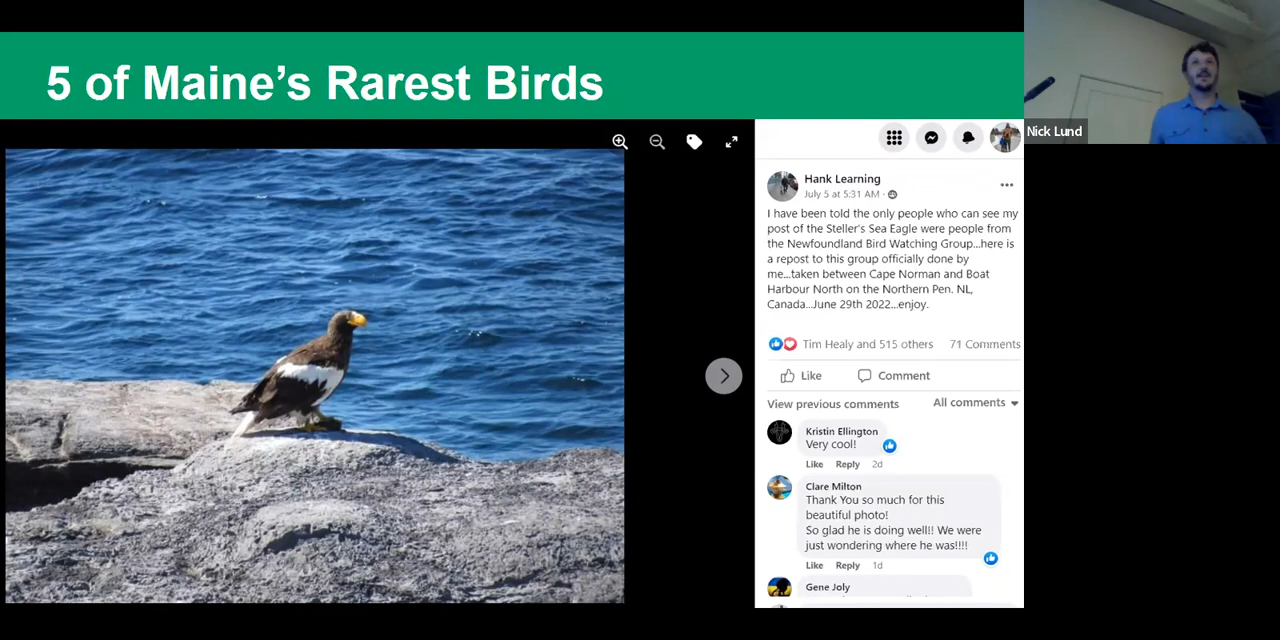 5 of Maine's Rarest Birds
Nick Lund
Hank Learning
July 5 at 5:31 AM ·
I have been told the only people who can see my
post of the Steller's Sea Eagle were people from
the Newfoundland Bird Watching Group...here is
a repost to this group officially done by
me...taken between Cape Norman and Boat
Harbour North on the Northern Pen. NL,
Canada...June 29th 2022...enjoy.
Tim Healy and 515 others 71 Comments
Like Comment
View previous comments All comments
Kristin Ellington
Very cool!
Like Reply 2d
Clare Milton
Thank You so much for this
beautiful photo!
So glad he is doing well!! We were
just wondering where he was!!!!
Like Reply 1d
Gene Joly